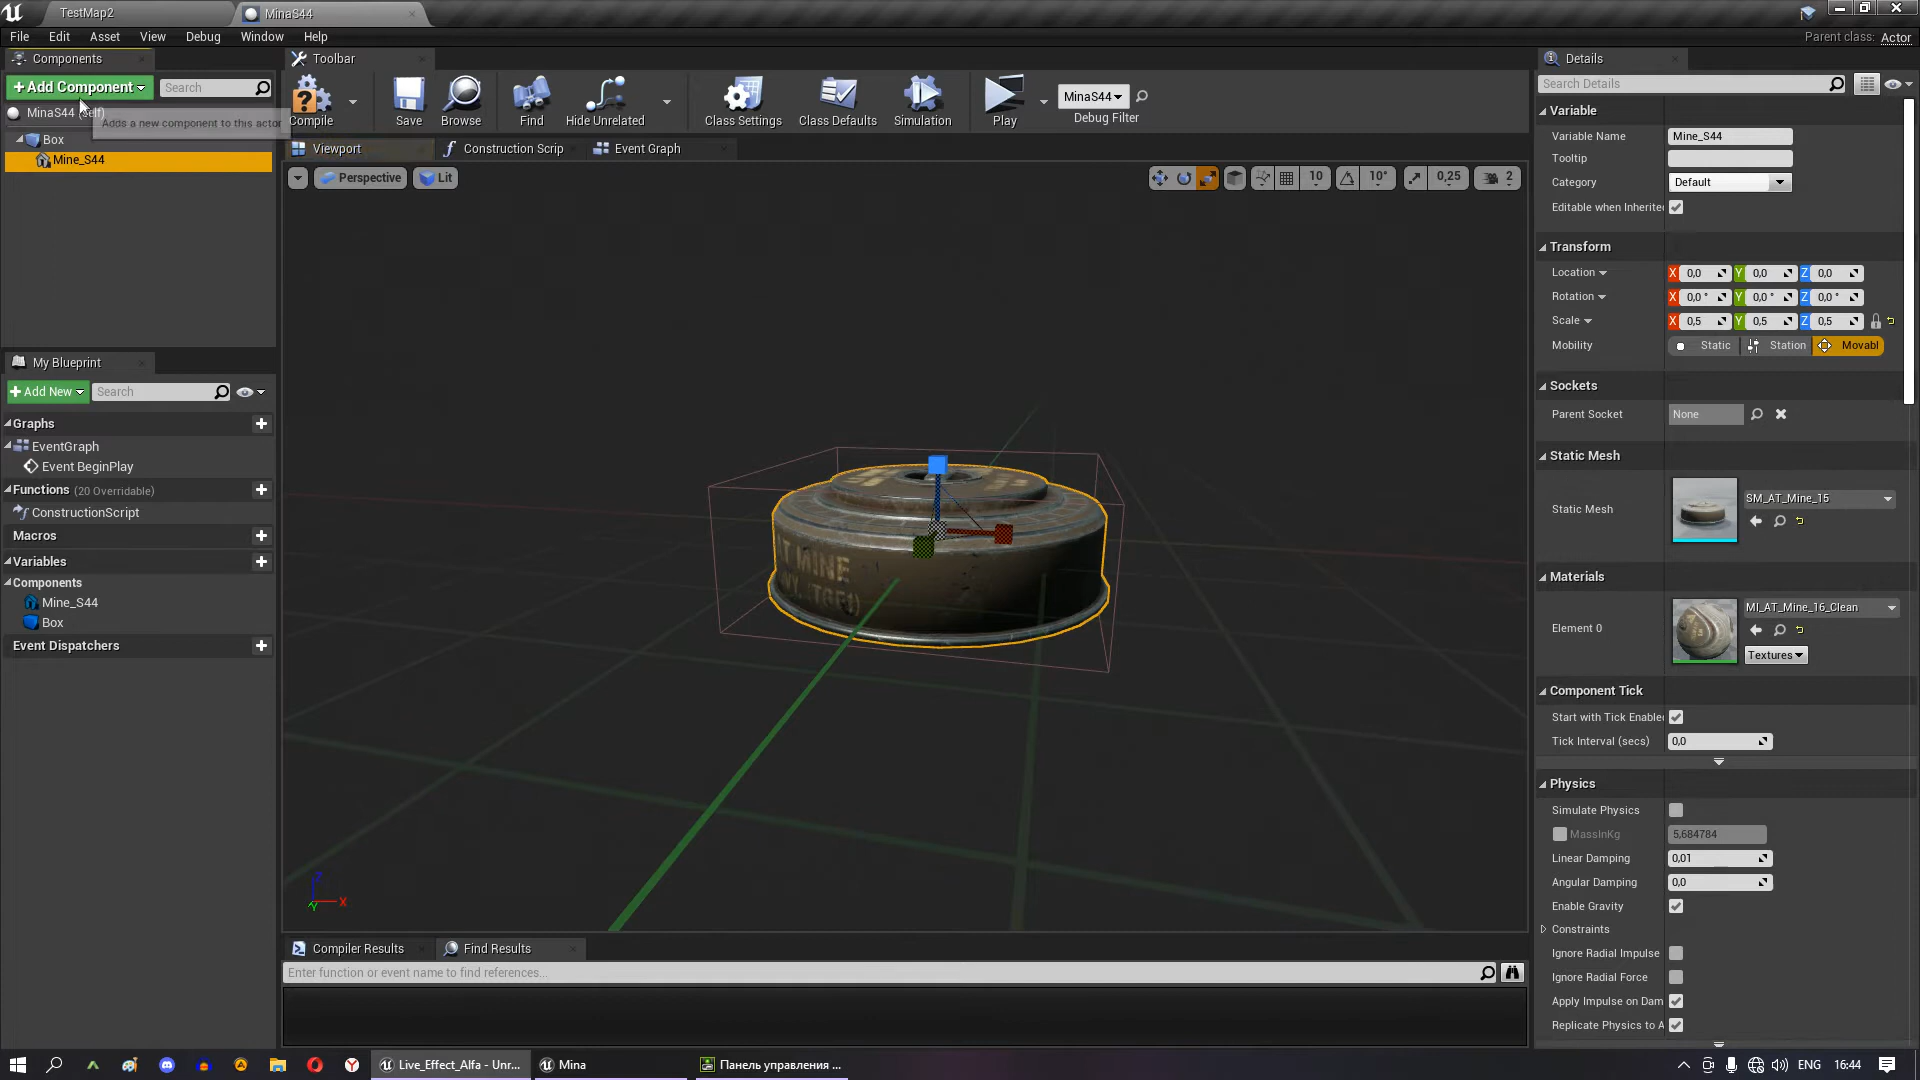 TestMap2
MinaS44
File Edit Asset View Debug Window Help
Parent class: Actor
Components
Toolbar
Details
+Add Component
Search
MinaS44 (self)
Adds a new component to this actor
Box
Mine_S44
Compile
Save
Browse
Find
Hide Unrelated
Class Settings
Class Defaults
Simulation
Play
MinaS44
Debug Filter
Viewport
Construction Scrip
Event Graph
Perspective
Lit
10
10°
0,25
2
AT MINE
My Blueprint
+Add New
Search
Graphs
EventGraph
Event BeginPlay
Functions (20 Overridable)
ConstructionScript
Macros
Variables
Components
Mine_S44
Box
Event Dispatchers
Z
X
Y
Compiler Results
Find Results
Enter function or event name to find references...
Search Details
Variable
Variable Name Mine_S44
Tooltip
Category Default
Editable when Inherited
Transform
Location X 0,0 Y 0,0 Z 0,0
Rotation X 0,0 ° Y 0,0 ° Z 0,0 °
Scale X 0,5 Y 0,5 Z 0,5
Mobility Static Station Movabl
Sockets
Parent Socket None
Static Mesh
Static Mesh SM_AT_Mine_15
Materials
Element 0 MI_AT_Mine_16_Clean
Textures
Component Tick
Start with Tick Enabled
Tick Interval (secs) 0,0
Physics
Simulate Physics
MassInKg 5,684784
Linear Damping 0,01
Angular Damping 0,0
Enable Gravity
Constraints
Ignore Radial Impulse
Ignore Radial Force
Apply Impulse on Dam
Replicate Physics to A
Live_Effect_Alfa - Unr...
Mina
Панель управления ...
ENG
16:44